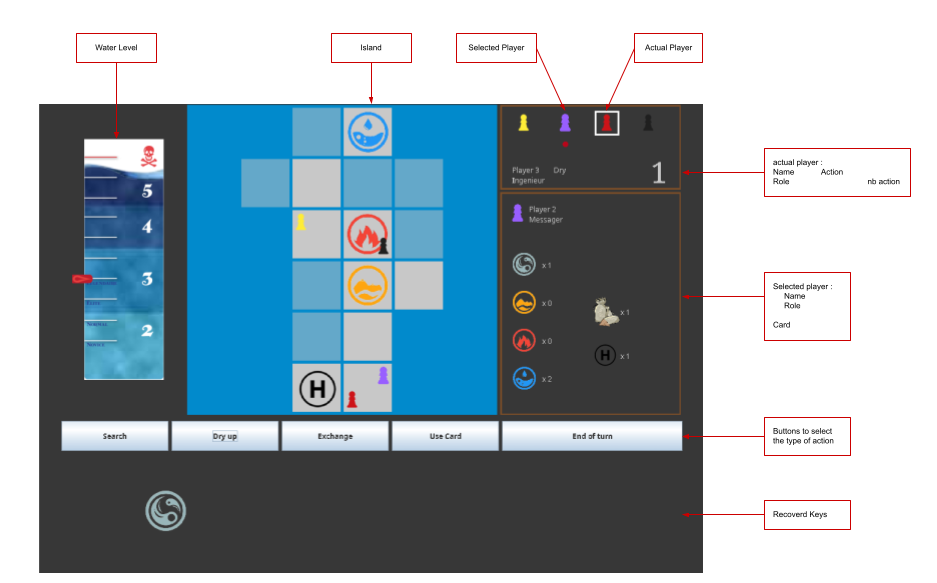 Water Level
Island
Selected Player
Actual Player
5
4
3
2
Player 3 Dry
Ingenieur
1
actual player :
Name Action
Role nb action
Player 2
Messager
x 1
x 0
x 0
x 2
x 1
H x 1
Selected player :
Name
Role
Card
H
Search
Dry up
Exchange
Use Card
End of turn
Buttons to select
the type of action
Recoverd Keys